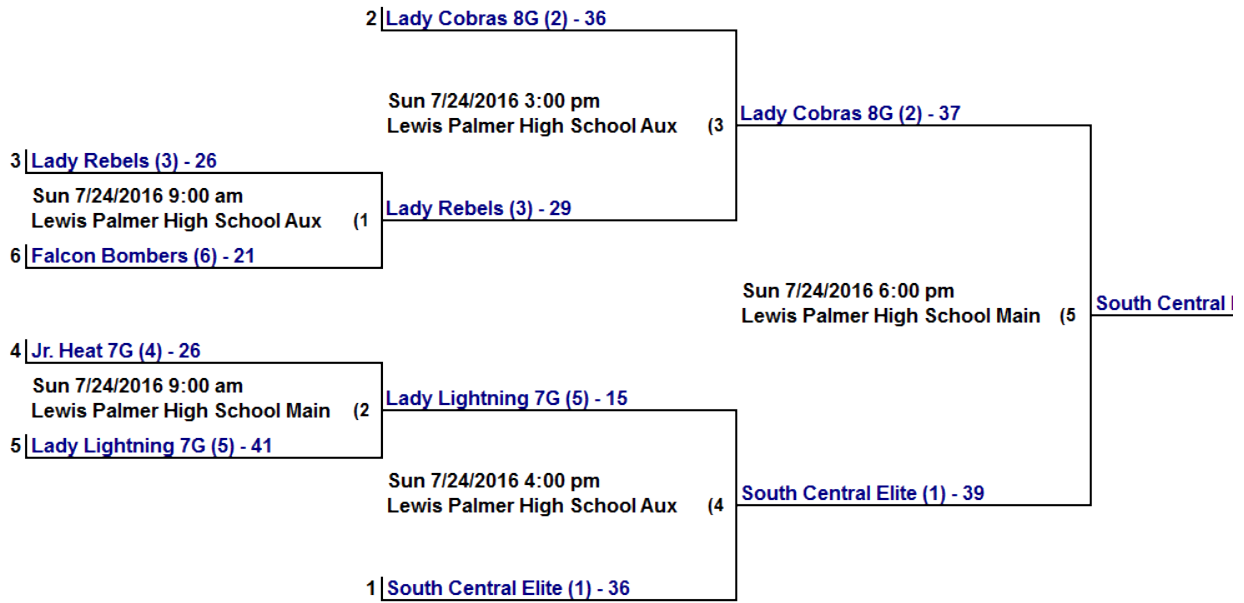 2 Lady Cobras 8G (2) - 36
Sun 7/24/2016 3:00 pm
Lewis Palmer High School Aux (3
Lady Cobras 8G (2) - 37
3 Lady Rebels (3) - 26
Sun 7/24/2016 9:00 am
Lewis Palmer High School Aux (1
Lady Rebels (3) - 29
6 Falcon Bombers (6) - 21
Sun 7/24/2016 6:00 pm
Lewis Palmer High School Main (5
South Central
4 Jr. Heat 7G (4) - 26
Sun 7/24/2016 9:00 am
Lewis Palmer High School Main (2
Lady Lightning 7G (5) - 15
5 Lady Lightning 7G (5) - 41
Sun 7/24/2016 4:00 pm
Lewis Palmer High School Aux (4
South Central Elite (1) - 39
1 South Central Elite (1) - 36